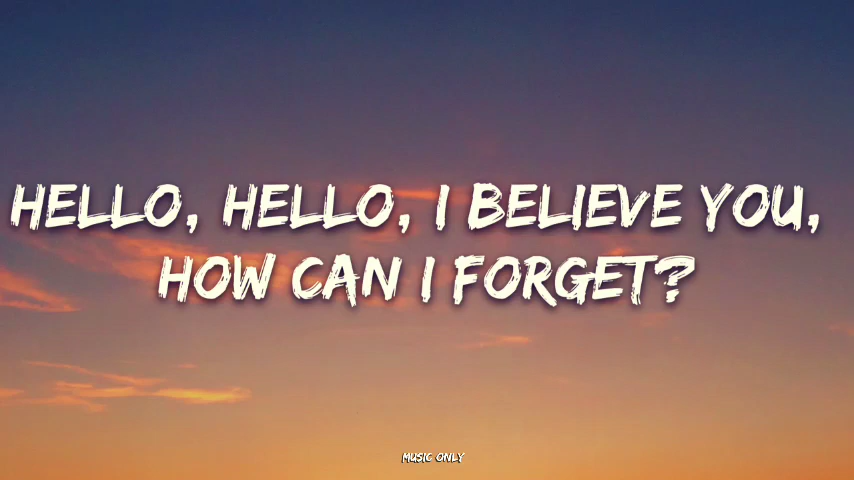 HELLO, HELLO, I BELIEVE YOU,
HOW CAN I FORGET?
MUSIC ONLY